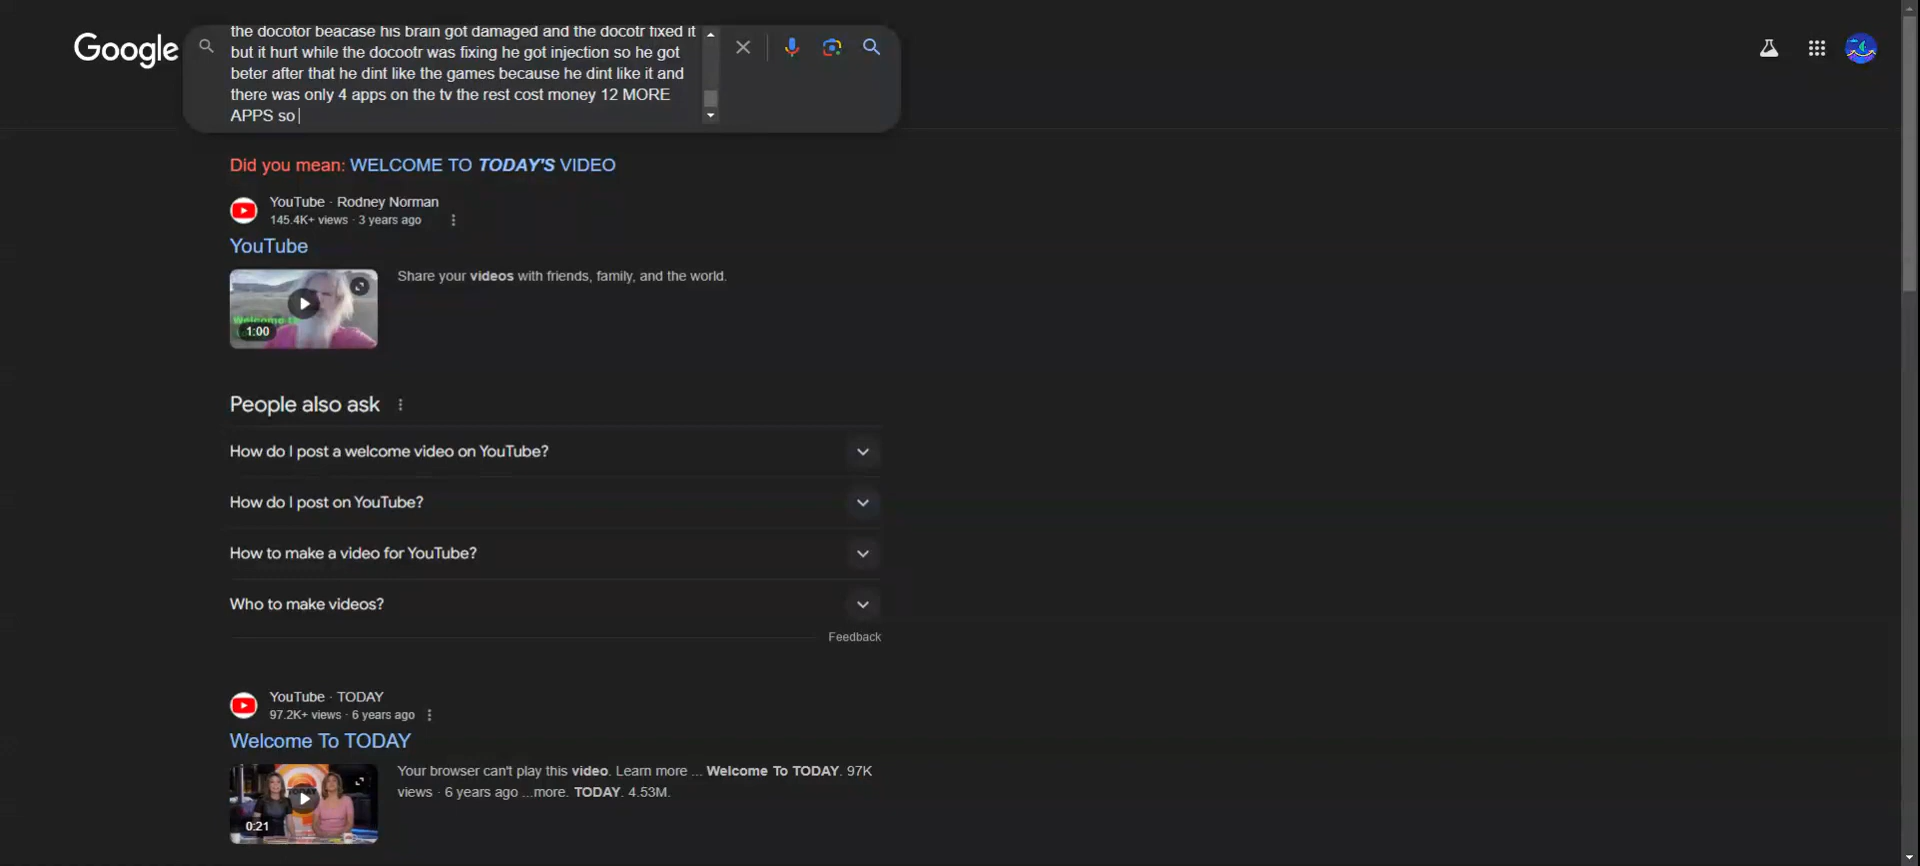 Google
the docotor beacase his brain got damaged and the docotr fixed it
but it hurt while the docootr was fixing he got injection so he got
beter after that he dint like the games because he dint like it and
there was only 4 apps on the tv the rest cost money 12 MORE
APPS so
Did you mean: WELCOME TO TODAY'S VIDEO
YouTube · Rodney Norman
145.4K+ views · 3 years ago
YouTube
Share your videos with friends, family, and the world.
Welcome to
1:00
People also ask
How do I post a welcome video on YouTube?
How do I post on YouTube?
How to make a video for YouTube?
Who to make videos?
Feedback
YouTube · TODAY
97.2K+ views · 6 years ago
Welcome To TODAY
Your browser can't play this video. Learn more ... Welcome To TODAY. 97K
views · 6 years ago ...more. TODAY. 4.53M.
TODAY
0:21